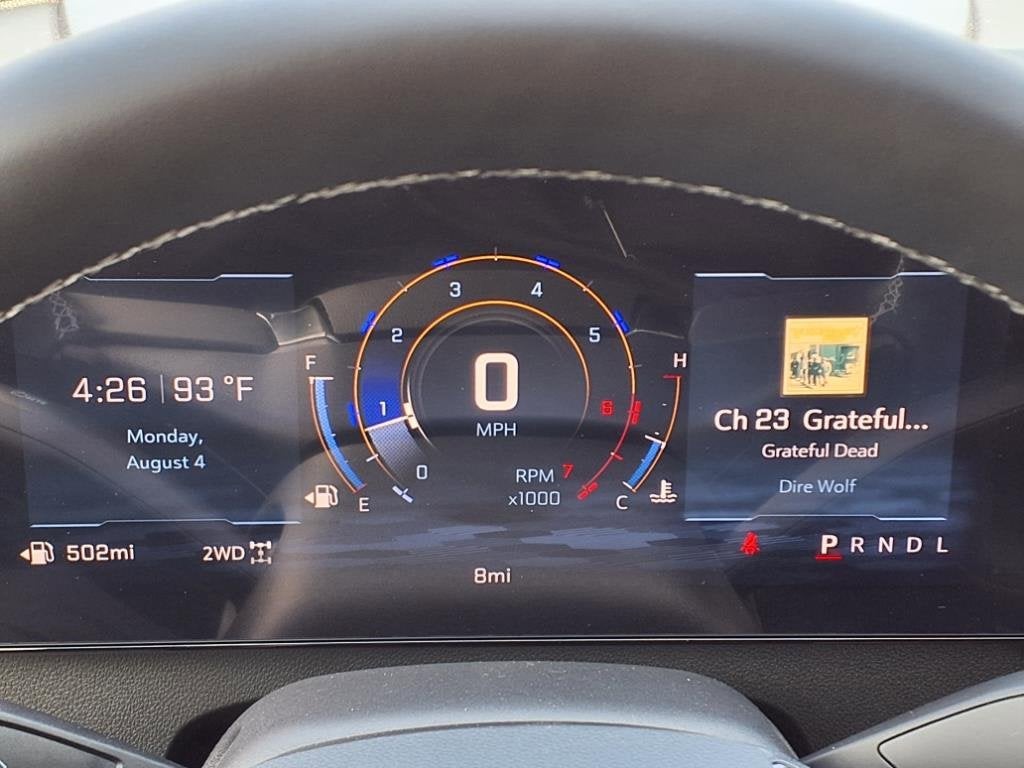 4:26 93 °F
Monday,
August 4
502mi
2WD
F
E
0
1
2
3
4
5
6
7
0
MPH
RPM
x1000
H
C
Ch 23 Grateful...
Grateful Dead
Dire Wolf
8mi
P R N D L